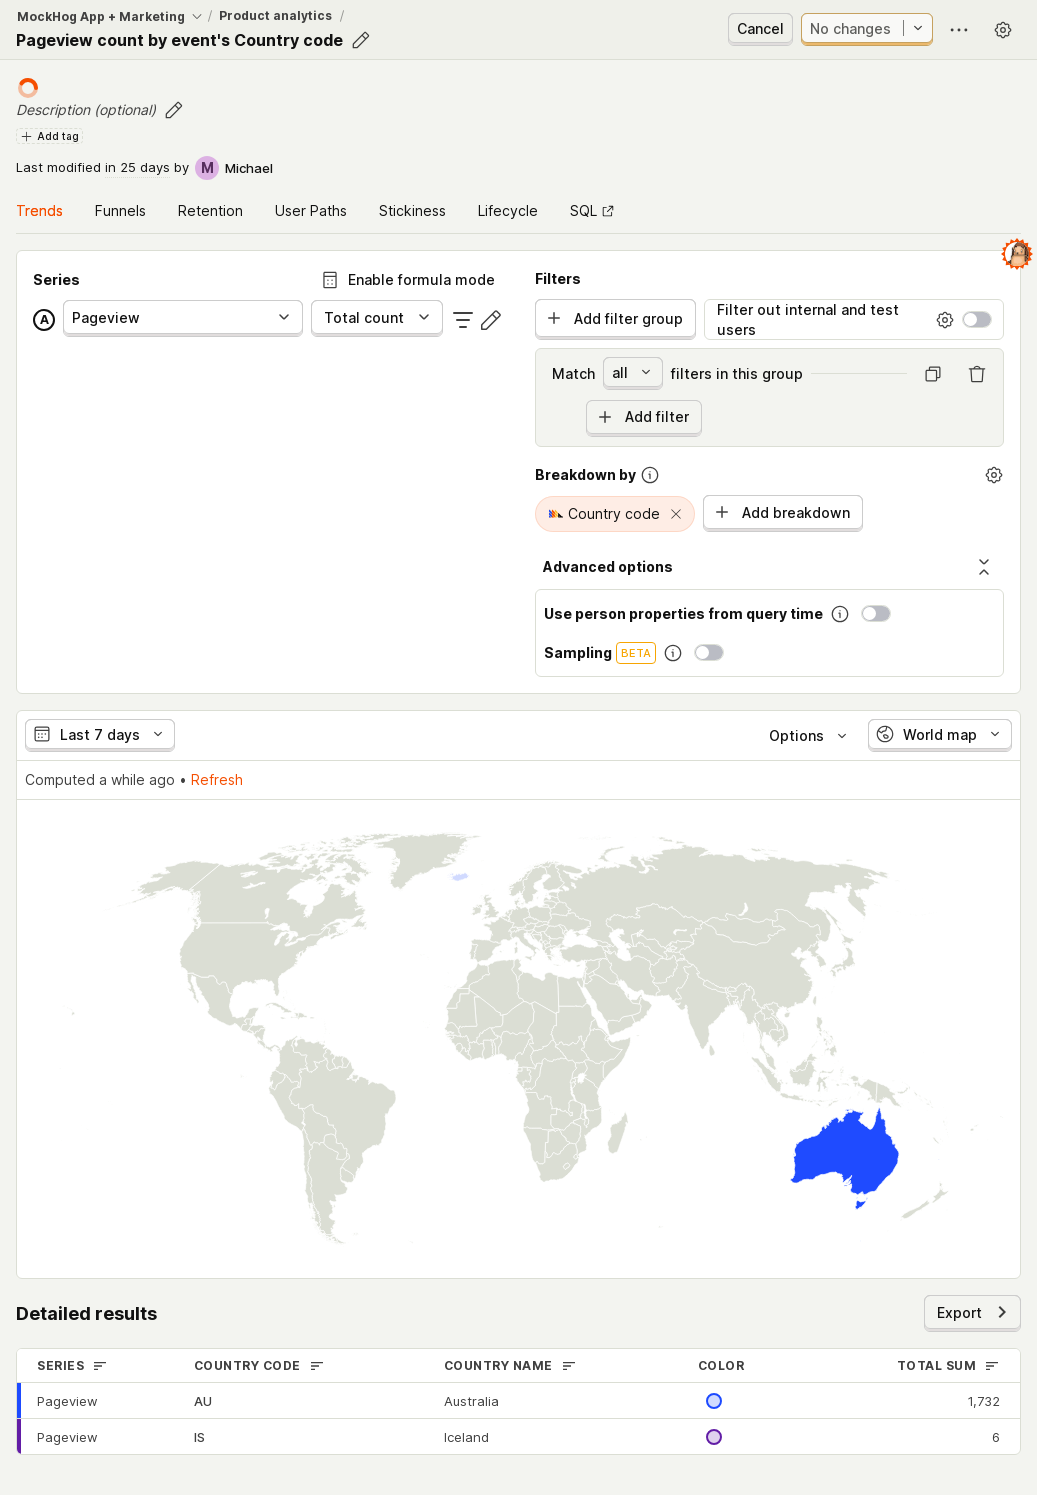 MockHog App + Marketing / Product analytics /
Pageview count by event's Country code
Cancel
No changes
Description (optional)
Add tag
Last modified in 25 days by M Michael
Trends Funnels Retention User Paths Stickiness Lifecycle SQL
Series
Enable formula mode
A Pageview Total count
Filters
Add filter group
Filter out internal and test users
Match all filters in this group
Add filter
Breakdown by
Country code
Add breakdown
Advanced options
Use person properties from query time
Sampling BETA
Last 7 days
Options
World map
Computed a while ago • Refresh
Detailed results
Export
SERIES COUNTRY CODE COUNTRY NAME COLOR TOTAL SUM
Pageview AU Australia 1,732
Pageview IS Iceland 6